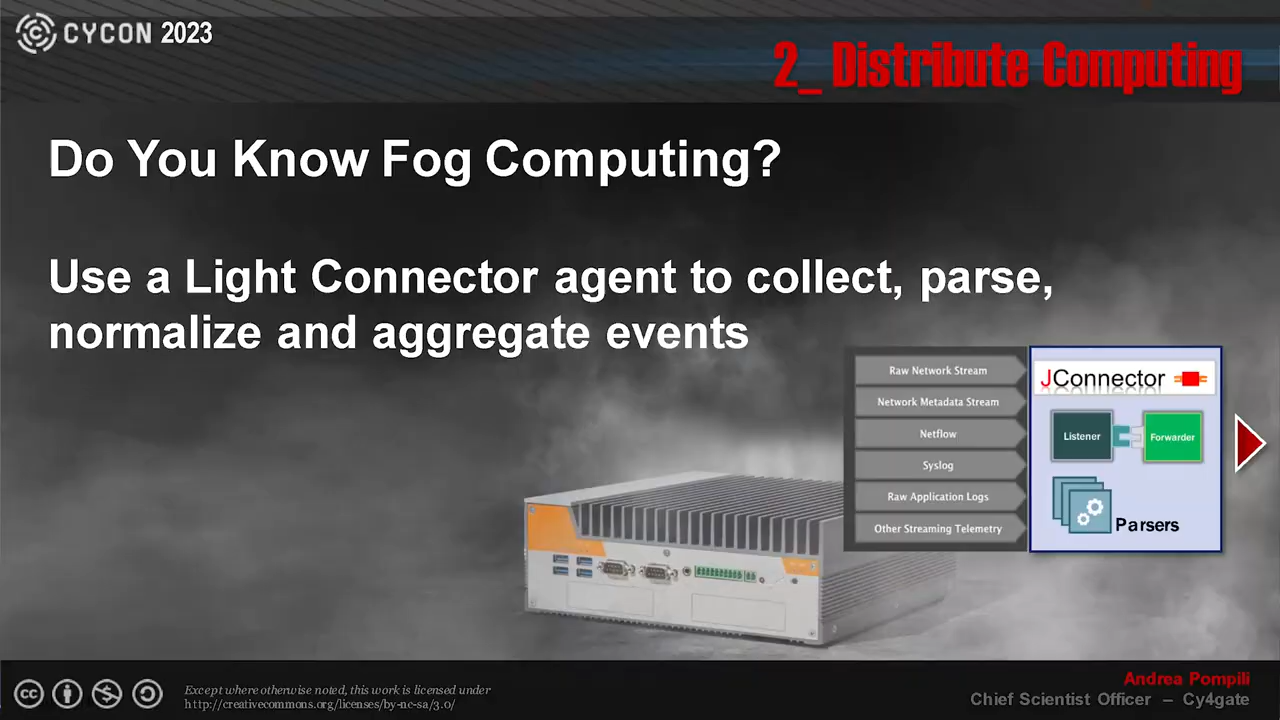 CYCON 2023
2_ Distribute Computing
Do You Know Fog Computing?
Use a Light Connector agent to collect, parse,
normalize and aggregate events
Raw Network Stream
Network Metadata Stream
Netflow
Syslog
Raw Application Logs
Other Streaming Telemetry
JConnector
Listener
Forwarder
Parsers
Except where otherwise noted, this work is licensed under
http://creativecommons.org/licenses/by-nc-sa/3.0/
Andrea Pompili
Chief Scientist Officer – Cy4gate